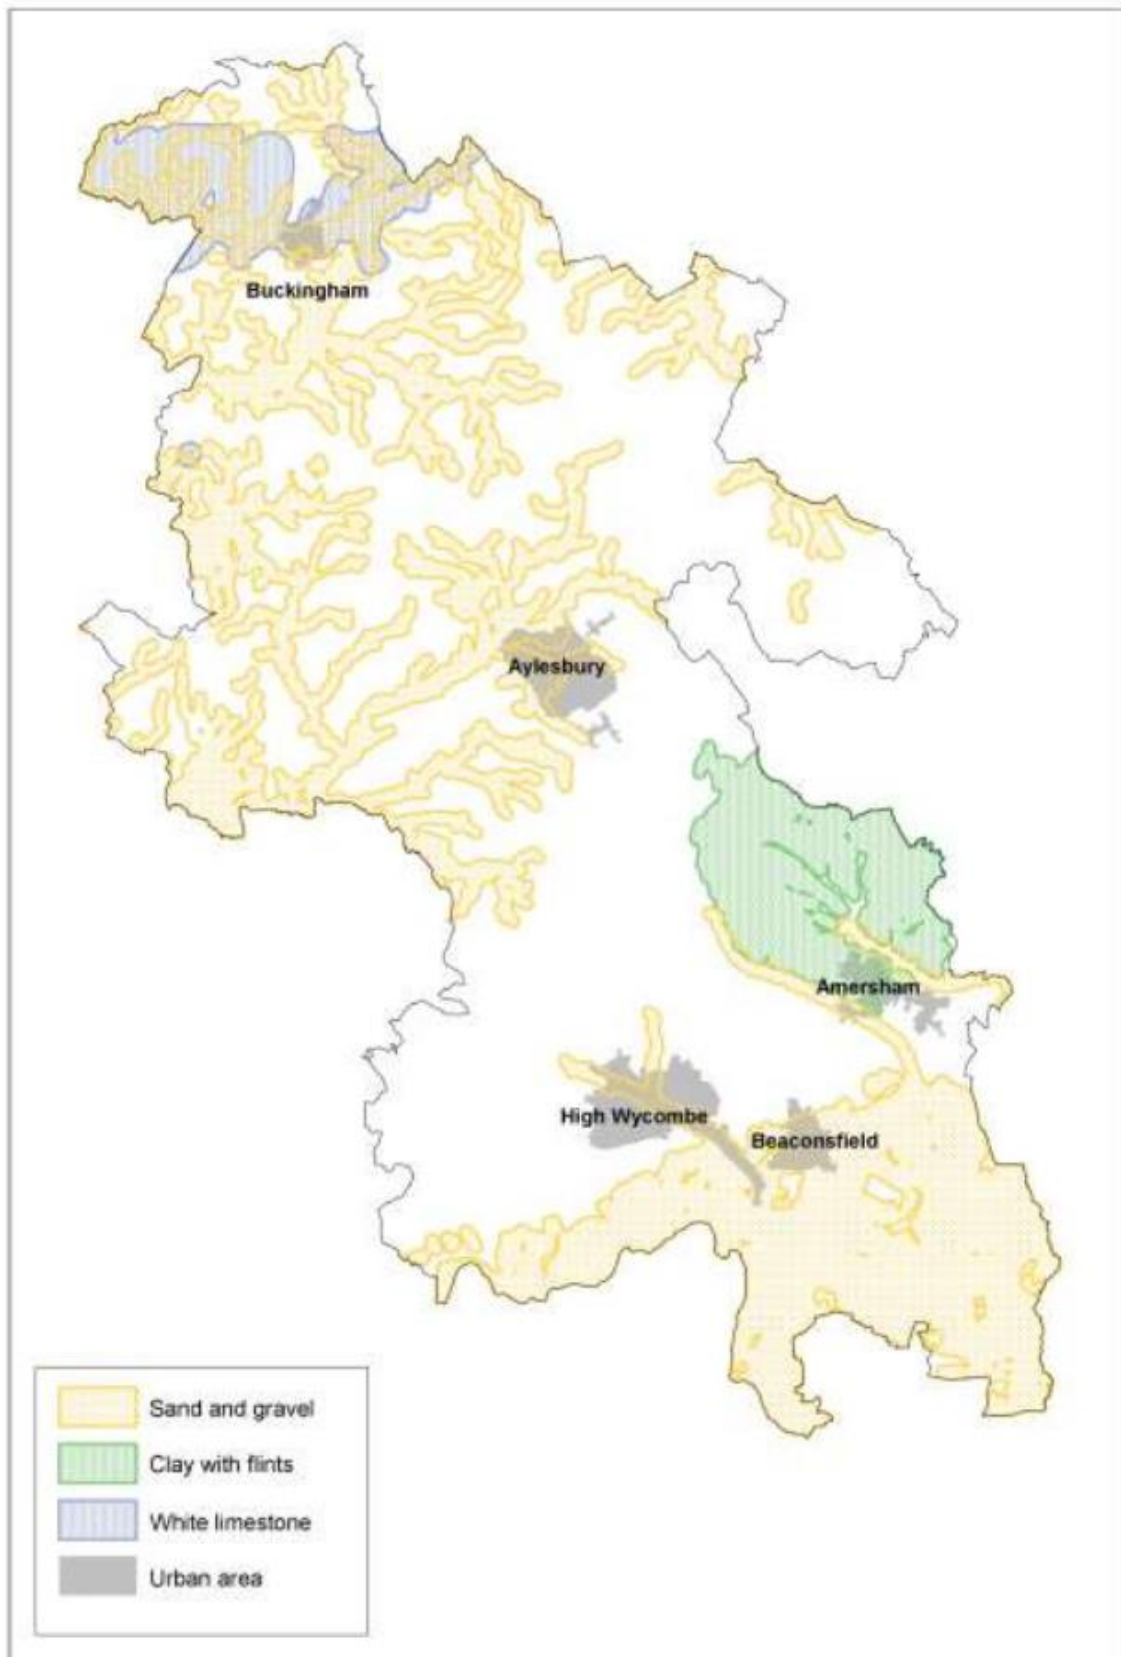 Buckingham
Aylesbury
Amersham
High Wycombe
Beaconsfield
Sand and gravel
Clay with flints
White limestone
Urban area